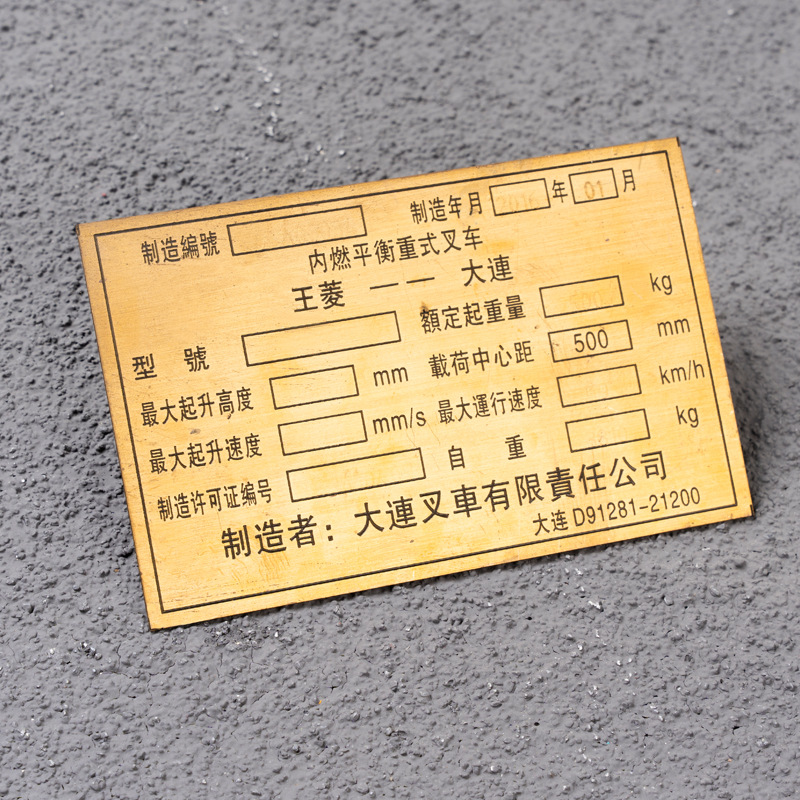 制造編號 制造年月 2016 年 01 月
内燃平衡重式叉车
王菱 —— 大連
型 號 額定起重量 kg
最大起升高度 mm 載荷中心距 500 mm
最大起升速度 mm/s 最大運行速度 km/h
制造许可证编号 自 重 kg
制造者：大連叉車有限責任公司
大连 D91281-21200